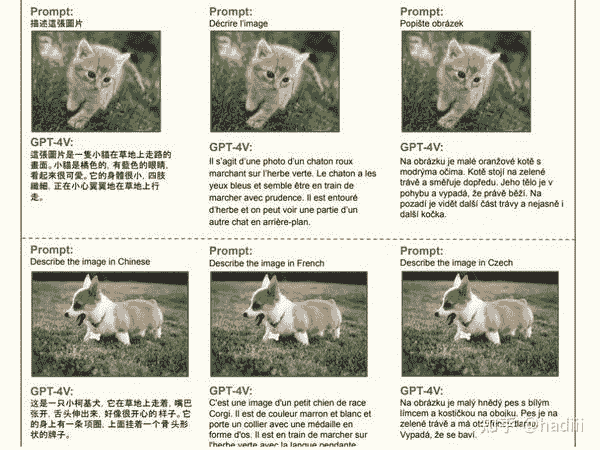 Prompt:
描述這張圖片
GPT-4V:
這張圖片是一隻小貓在草地上走路的
畫面。小貓是橘色的, 有藍色的眼睛,
看起來很可愛。它的身體很小, 四肢
纖細, 正在小心翼翼地在草地上行
走。
Prompt:
Décrire l'image
GPT-4V:
Il s'agit d'une photo d'un chaton roux
marchant sur l'herbe verte. Le chaton a les
yeux bleus et semble être en train de
marcher avec prudence. Il est entouré
d'herbe et on peut voir une partie d'un
autre chat en arrière-plan.
Prompt:
Popište obrázek
GPT-4V:
Na obrázku je malé oranžové kotě s
modrýma očima. Kotě stojí na zelené
trávě a směřuje dopředu. Jeho tělo je v
pohybu a vypadá, že právě běží. Na
pozadí je vidět další část trávy a nejasně i
další kočka.
Prompt:
Describe the image in Chinese
GPT-4V:
这是一只小柯基犬, 它在草地上走着, 嘴巴
张开, 舌头伸出来, 好像很开心的样子。它
的身上有一条项圈, 上面挂着一个骨头形
状的牌子。
Prompt:
Describe the image in French
GPT-4V:
C'est une image d'un petit chien de race
Corgi. Il est de couleur marron et blanc et
porte un collier avec une médaille en
forme d'os. Il est en train de marcher sur
l'herbe verte avec la langue pendante
Prompt:
Describe the image in Czech
GPT-4V:
Na obrázku je malý hnědý pes s bílým
límcem a kostičkou na obojku. Pes je na
zelené trávě a má
Vypadá, že se baví.
知乎 @hadiii